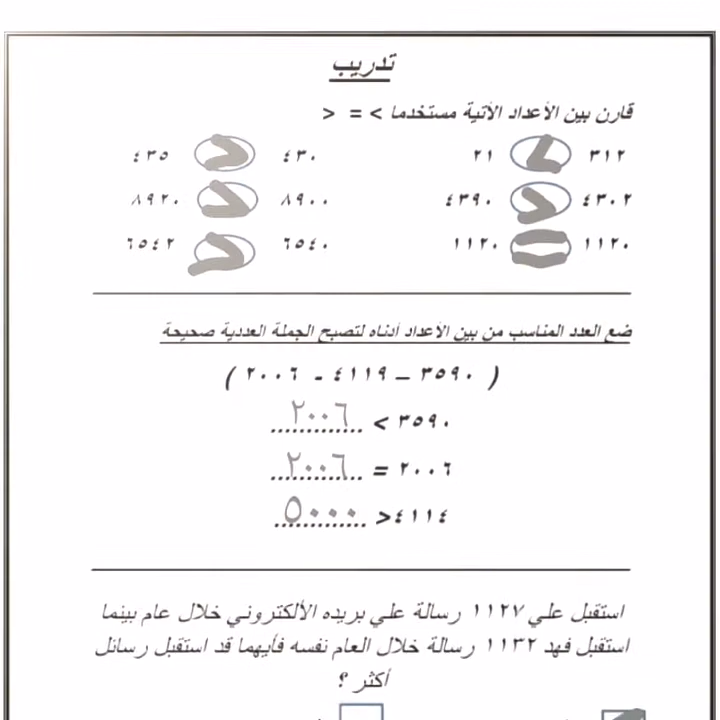 تدريب
قارن بين الأعداد الآتية مستخدما > = <
٣١٢ > ٢١ ٤٣٠ < ٤٣٥
٤٣٠٢ < ٤٣٩٠ ٨٩٠٠ < ٨٩٢٠
١١٢٠ = ١١٢٠ ٦٥٤٠ < ٦٥٤٢
ضع العدد المناسب من بين الأعداد أدناه لتصبح الجملة العددية صحيحة
( ٣٥٩٠ – ٤١١٩ - ٢٠٠٦ )
٣٥٩٠ > ٢٠٠٦
٢٠٠٦ = ٢٠٠٦
٤١١٤< ٥٠٠٠
استقبل علي ١١٢٧ رسالة علي بريده الألكتروني خلال عام بينما
استقبل فهد ١١٣٢ رسالة خلال العام نفسه فأيهما قد استقبل رسائل
أكثر ؟